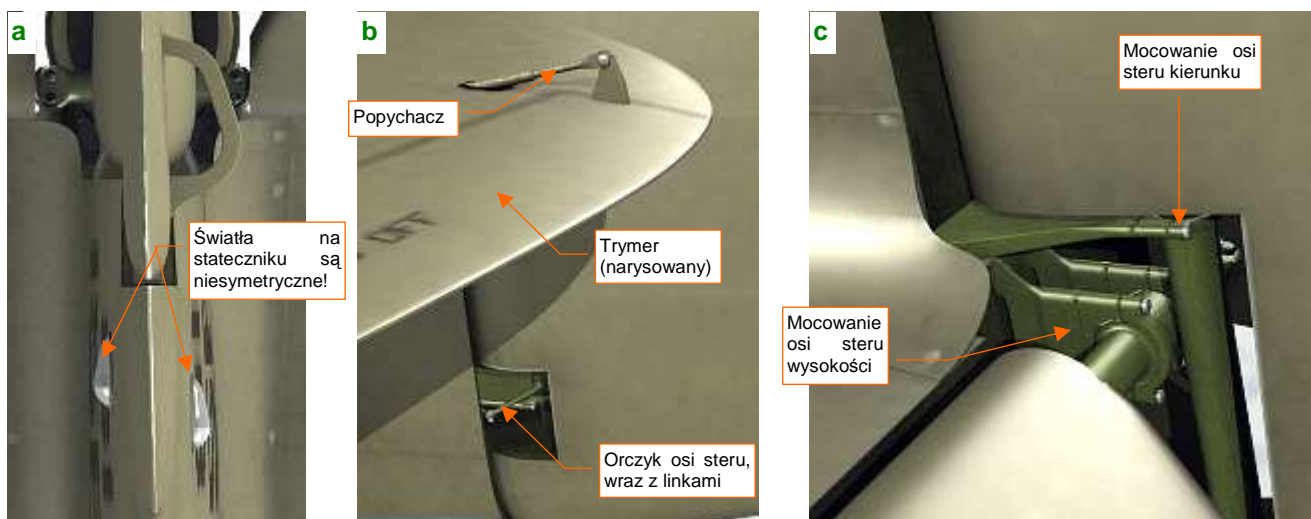 a
Światła na
stateczniku są
niesymetryczne!
b
Popychacz
LIFT
Trymer
(narysowany)
Orczyk osi steru,
wraz z linkami
c
Mocowanie osi
steru kierunku
Mocowanie
osi steru
wysokości